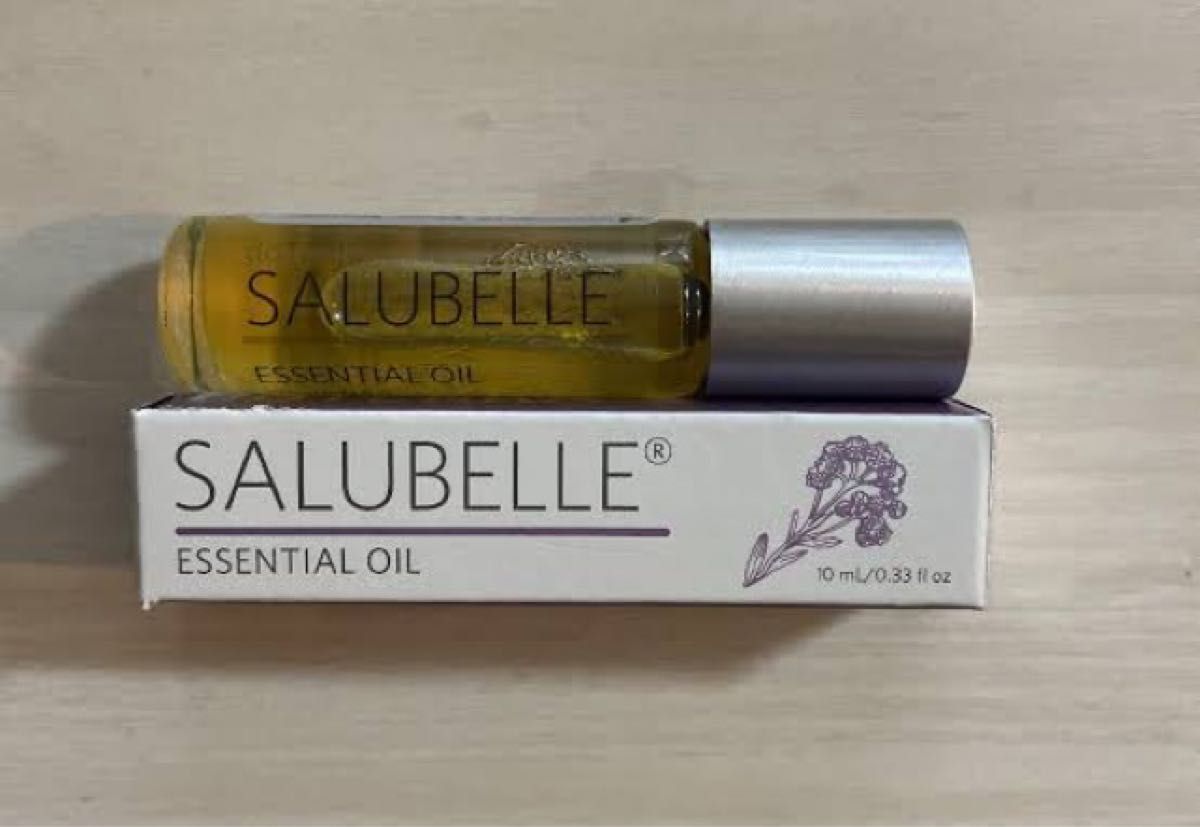 SALUBELLE
ESSENTIAL OIL
SALUBELLE®
ESSENTIAL OIL
10 mL/0.33 fl oz